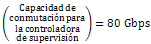 Capacidad de
conmutación para
la controladora
de supervisión
= 80 Gbps